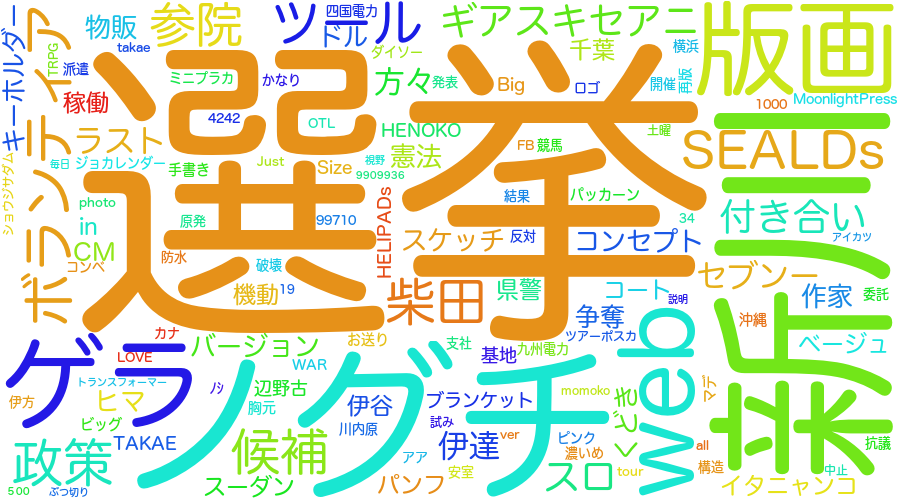 選挙
ノグチ
新刊
版画
web
ゲラ
ツール
参院
ギアスキセアニ
SEALDs
ボランティア
キーホルダー
物販
四国電力
takae
ドル
ダイソー
TRPG
派遣
ミニプラカ
かなり
方々
発表
千葉
横浜
Big
ロゴ
開催
再版
1000
MoonlightPress
稼働
4242
OTL
HENOKO
FB
競馬
土曜
ラスト
毎日
ジョカレンダー
手書き
Just
Size
視野
憲法
9909936
結果
パッカーン
付き合い
ショウジサダム
photo
in
原発
99710
HELIPADs
スケッチ
反対
34
コンセプト
アイカツ
CM
コンペ
防水
破壊
機動
19
柴田
県警
コート
説明
セブンー
作家
委託
沖縄
争奪
ツアーポスカ
ベージュ
カナ
LOVE
バージョン
お送り
支社
基地
九州電力
WAR
トランスフォーマー
伊方
ヒマ
ビッグ
辺野古
胸元
伊谷
川内原
ブランケット
momoko
くどき
マテ
試み
TAKAE
政策
候補
アア
伊達
ver
ピンク
濃いめ
all
構造
抗議
500
ぶつ切り
スーダン
パンフ
安室
スロ
tour
イタニャンコ
中止